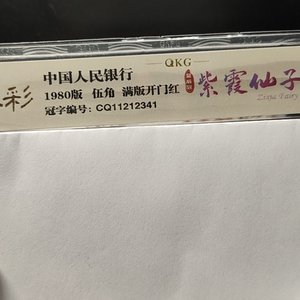 彩
中国人民银行
1980版 伍角 满版开门红
冠字编号: CQ11212341
QKG
紫霞仙子
Zixia Fairy